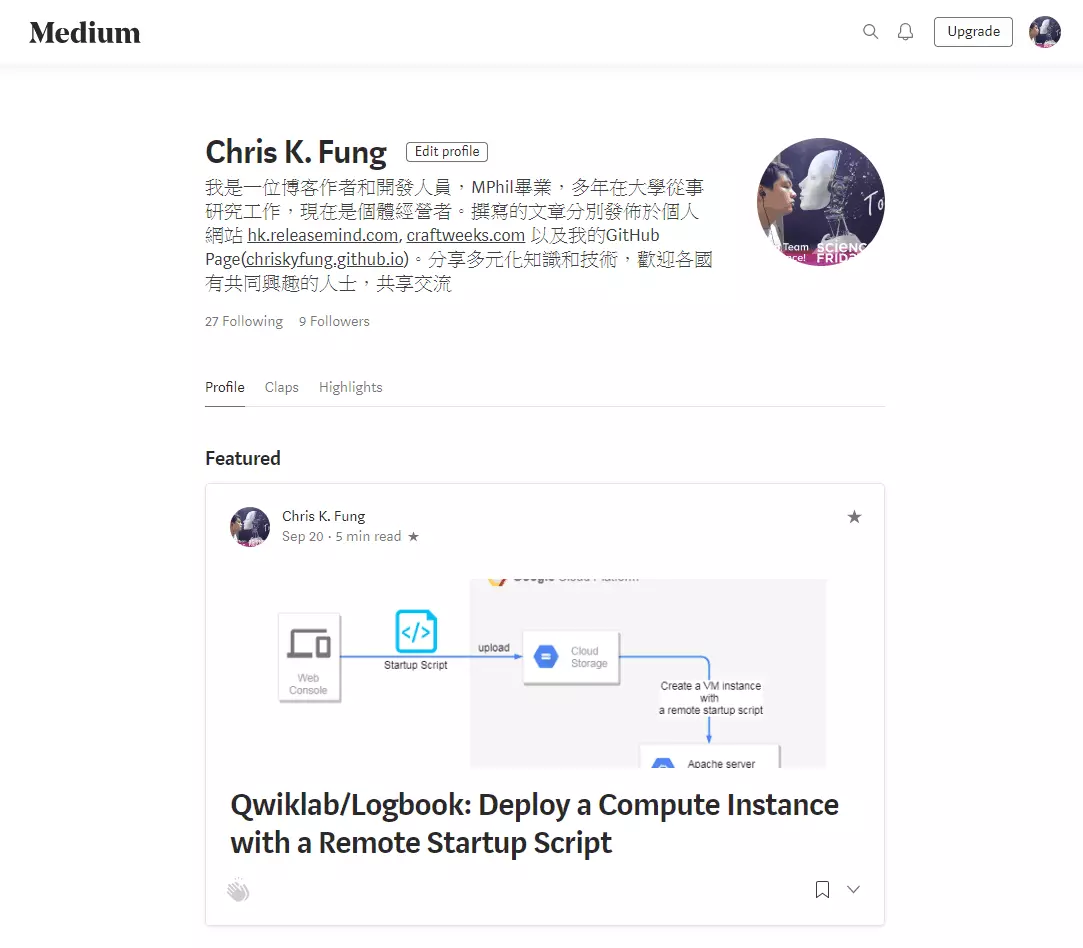 Medium
Upgrade
Chris K. Fung
Edit profile
我是一位博客作者和開發人員，MPhil畢業，多年在大學從事
研究工作，現在是個體經營者。撰寫的文章分別發佈於個人
網站 hk.releasemind.com, craftweeks.com 以及我的GitHub
Page(chriskyfung.github.io)。分享多元化知識和技術，歡迎各國
有共同興趣的人士，共享交流
27 Following 9 Followers
Team
SCIENC
FRID
Profile Claps Highlights
Featured
Chris K. Fung
Sep 20 · 5 min read
Google Cloud Platform
Web
Console
Startup Script
upload
Cloud
Storage
Create a VM instance
with
a remote startup script
Apache server
Qwiklab/Logbook: Deploy a Compute Instance
with a Remote Startup Script